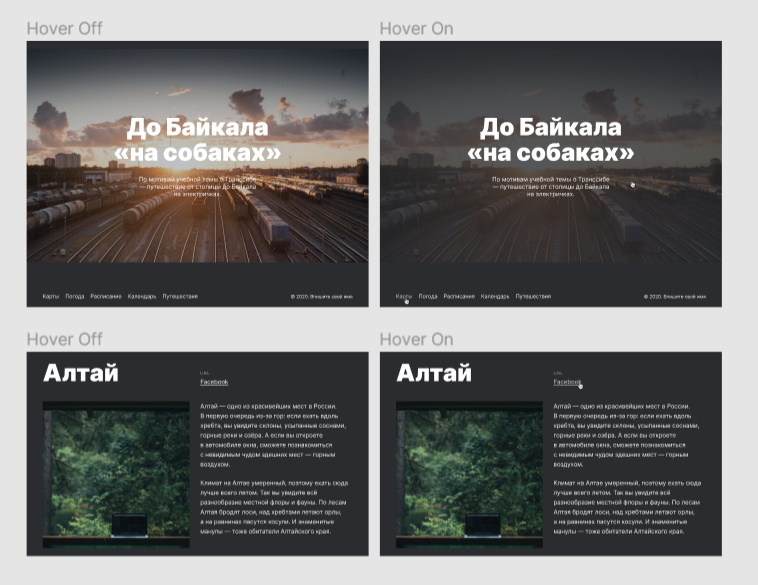 Hover Off
Hover On
До Байкала
«на собаках»
По мотивам учебной темы о Транссибе
— путешествие от столицы до Байкала
на электричках.
Карты Погода Расписание Календарь Путешествия
© 2020. Впишите своё имя
До Байкала
«на собаках»
По мотивам учебной темы о Транссибе
— путешествие от столицы до Байкала
на электричках.
Карты Погода Расписание Календарь Путешествия
© 2020. Впишите своё имя
Hover Off
Hover On
Алтай
URL
Facebook
Алтай — одно из красивейших мест в России.
В первую очередь из-за гор: если ехать вдоль
хребта, вы увидите склоны, усыпанные соснами,
горные реки и озёра. А если вы откроете
в автомобиле окна, сможете познакомиться
с невидимым чудом здешних мест — горным
воздухом.
Климат на Алтае умеренный, поэтому ехать сюда
лучше всего летом. Так вы увидите всё
разнообразие местной флоры и фауны. По лесам
Алтая бродят лоси, над хребтами летают орлы,
а на равнинах пасутся косули. И знаменитые
манулы — тоже обитатели Алтайского края.
Алтай
URL
Facebook
Алтай — одно из красивейших мест в России.
В первую очередь из-за гор: если ехать вдоль
хребта, вы увидите склоны, усыпанные соснами,
горные реки и озёра. А если вы откроете
в автомобиле окна, сможете познакомиться
с невидимым чудом здешних мест — горным
воздухом.
Климат на Алтае умеренный, поэтому ехать сюда
лучше всего летом. Так вы увидите всё
разнообразие местной флоры и фауны. По лесам
Алтая бродят лоси, над хребтами летают орлы,
а на равнинах пасутся косули. И знаменитые
манулы — тоже обитатели Алтайского края.